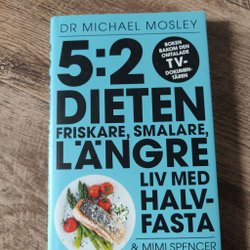 DR MICHAEL MOSLEY
5:2
BOKEN
BAKOM DEN
OMTALADE
TV-
DOKUMEN-
TÄREN
DIETEN
FRISKARE, SMALARE,
LÄNGRE
LIV MED
HALV-
FASTA
& MIMI SPENCER